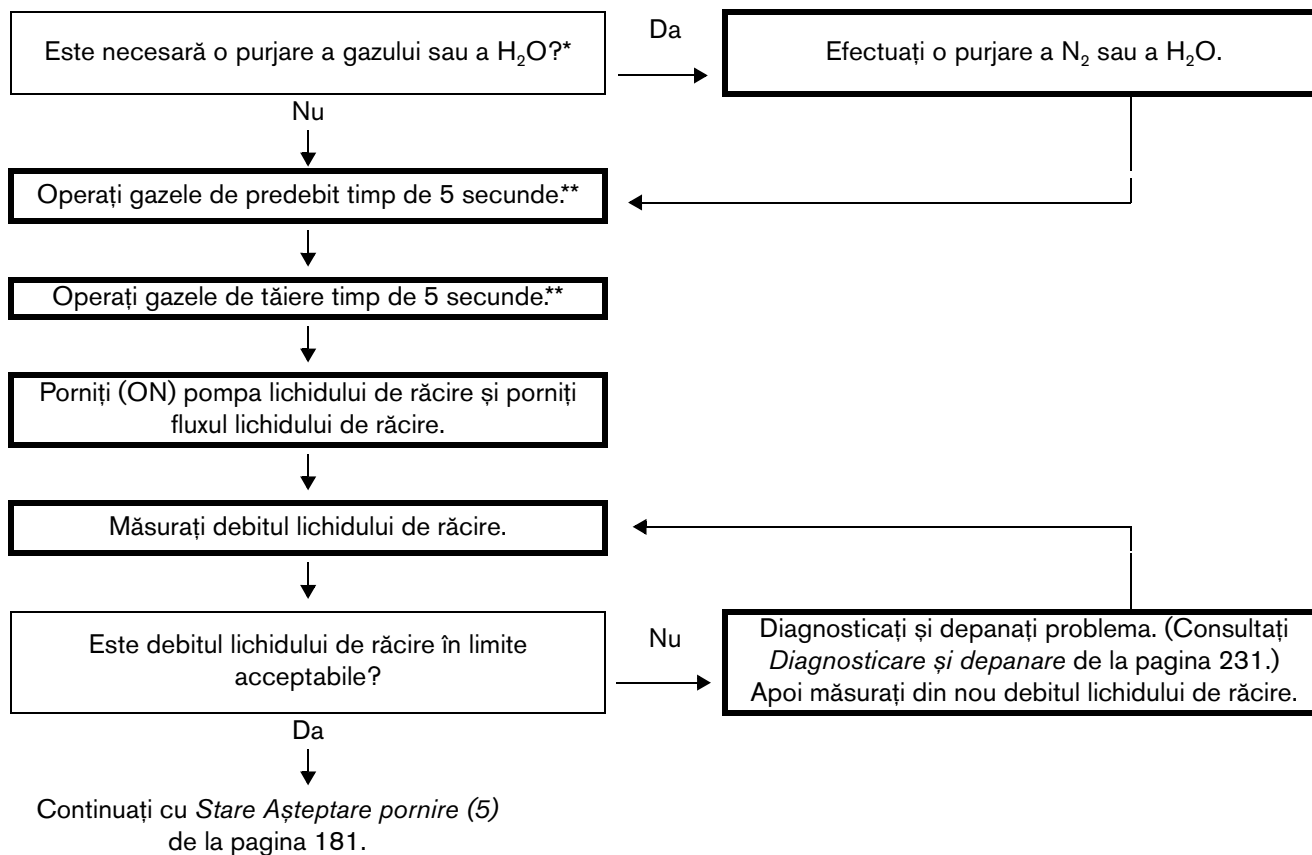 Este necesară o purjare a gazului sau a H₂O?*
Da
Efectuați o purjare a N₂ sau a H₂O.
Nu
Operați gazele de predebit timp de 5 secunde.**
Operați gazele de tăiere timp de 5 secunde.**
Porniți (ON) pompa lichidului de răcire și porniți
fluxul lichidului de răcire.
Măsurați debitul lichidului de răcire.
Este debitul lichidului de răcire în limite
acceptabile?
Nu
Diagnosticați și depanați problema. (Consultați
Diagnosticare și depanare de la pagina 231.)
Apoi măsurați din nou debitul lichidului de răcire.
Da
Continuați cu Stare Așteptare pornire (5)
de la pagina 181.